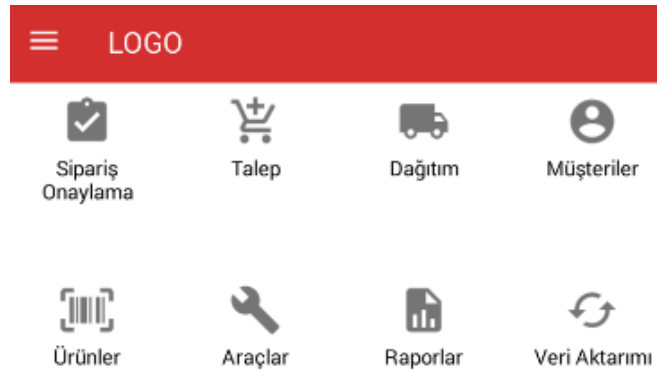 LOGO
Sipariş
Onaylama
Talep
Dağıtım
Müşteriler
Ürünler
Araçlar
Raporlar
Veri Aktarımı